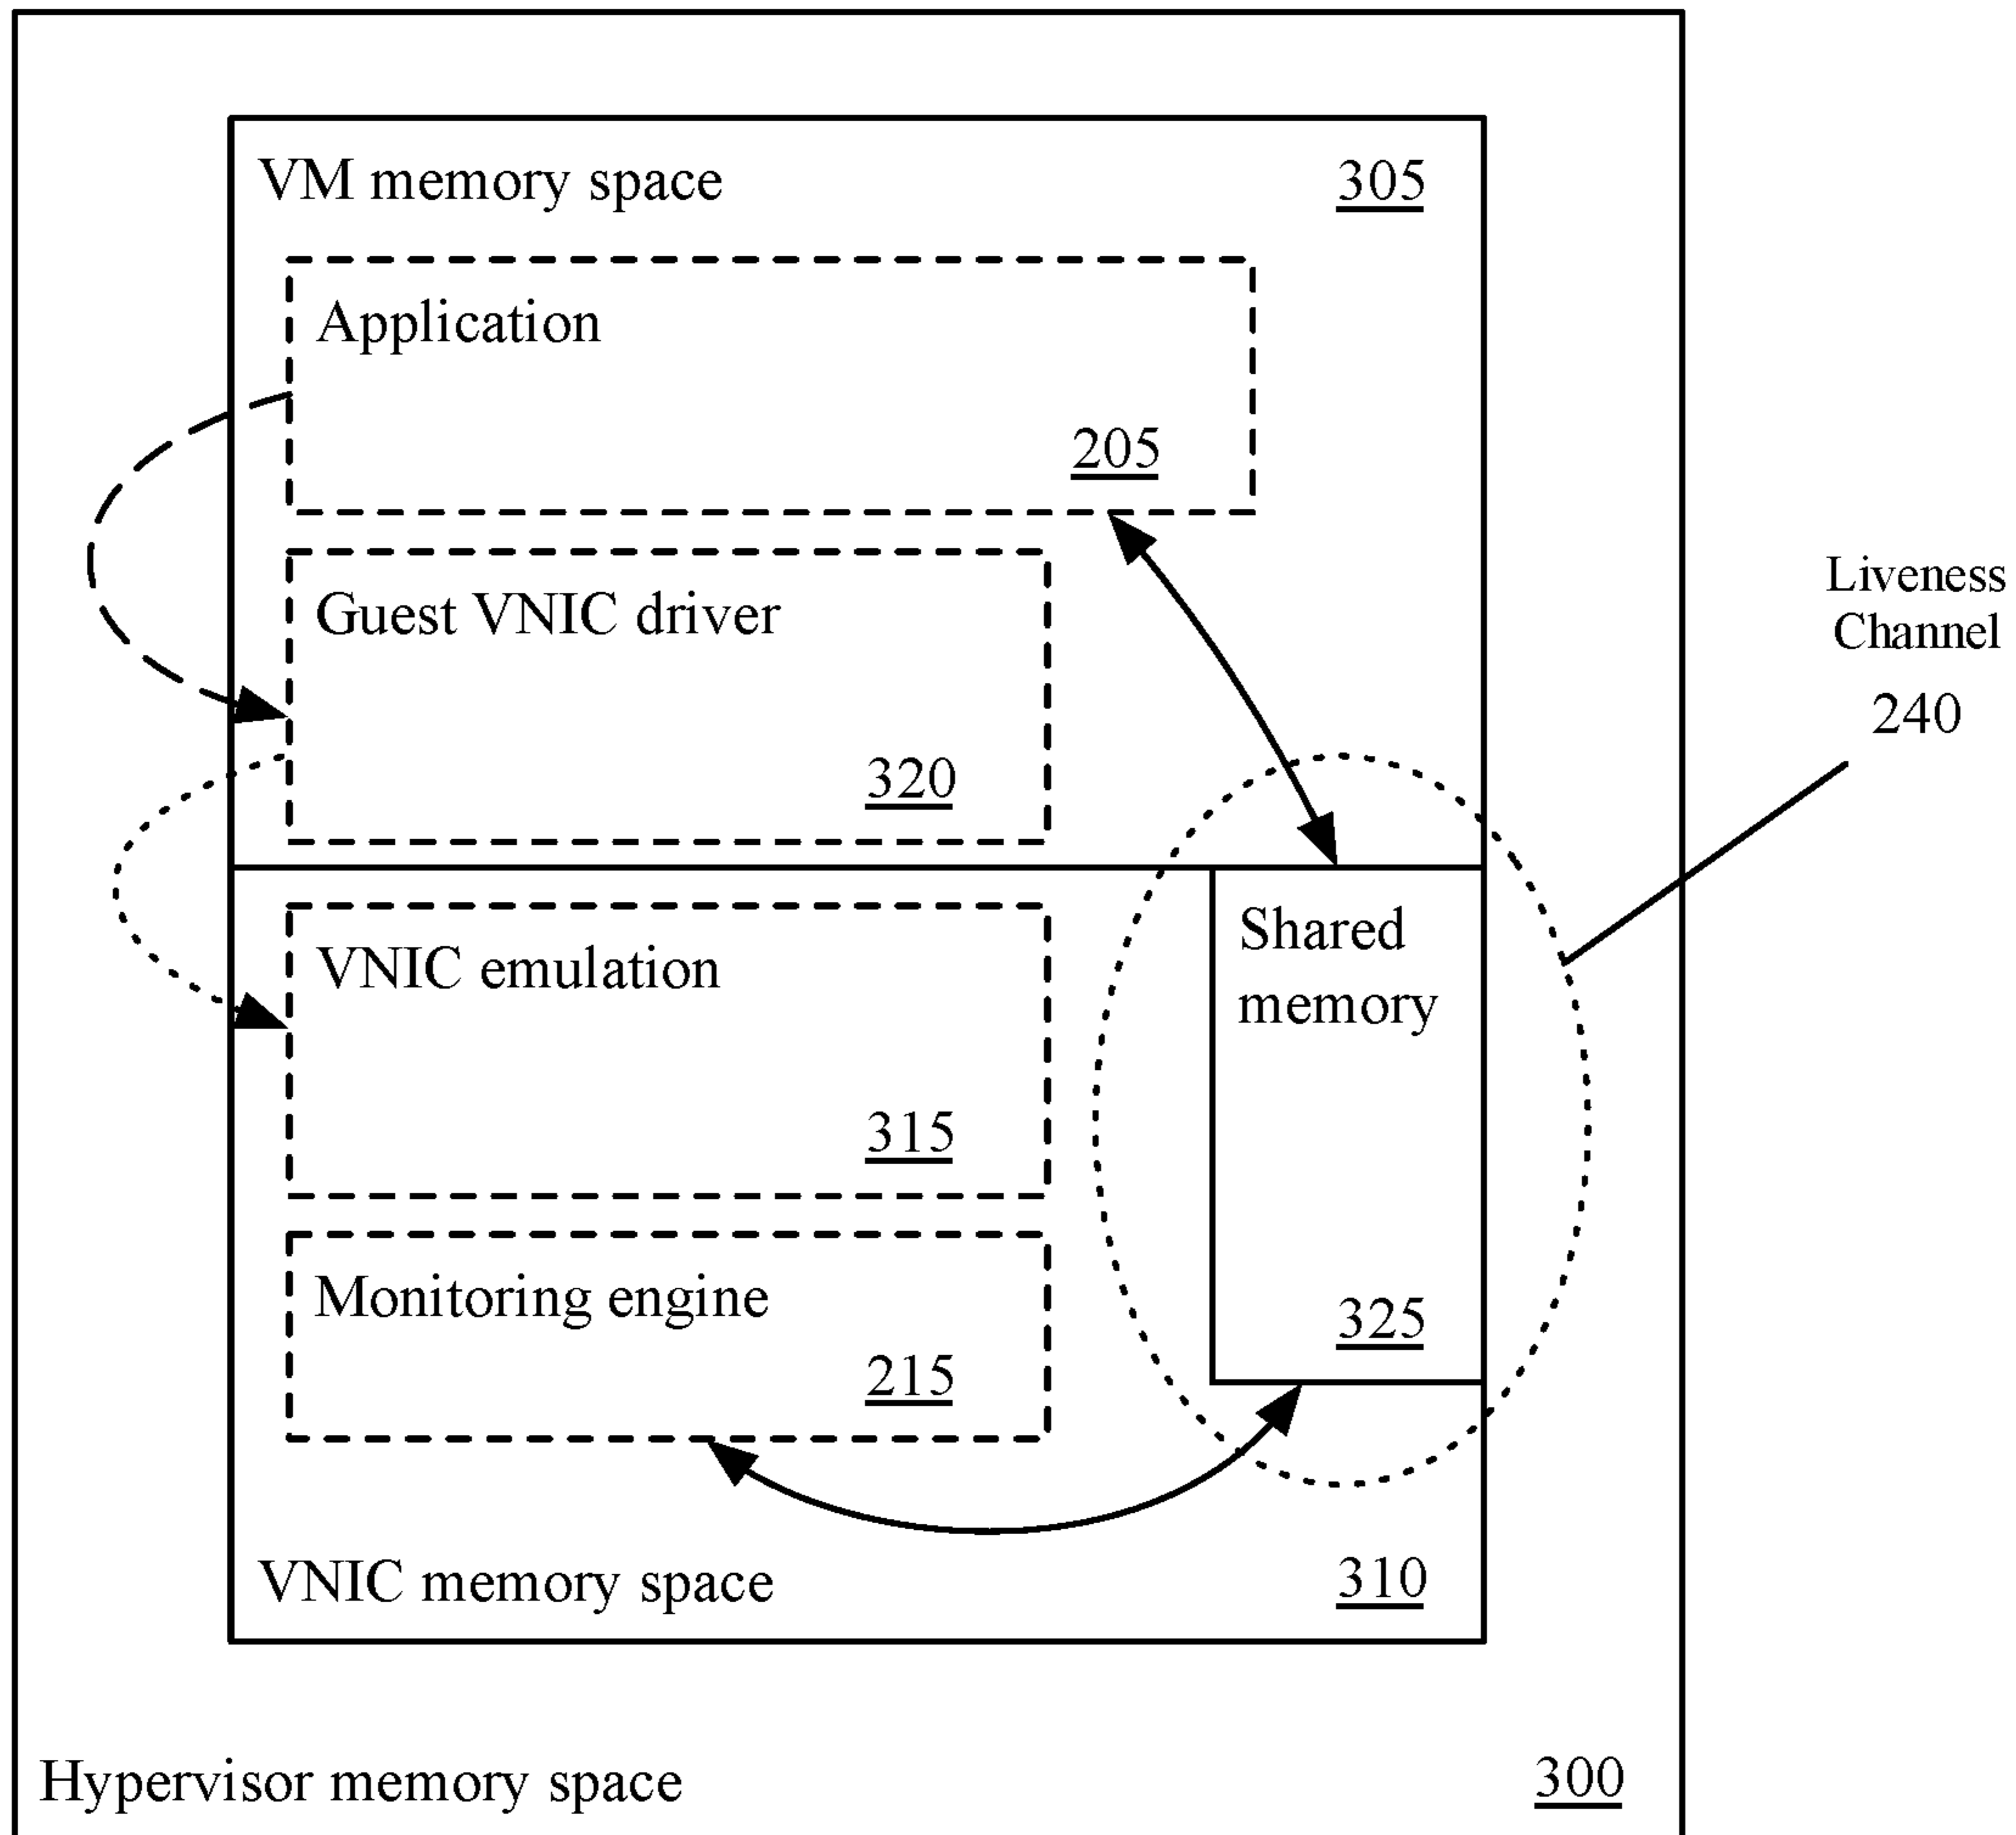 VM memory space
305
Application
205
Guest VNIC driver
320
Liveness
Channel
240
VNIC emulation
315
Shared
memory
325
Monitoring engine
215
VNIC memory space
310
Hypervisor memory space
300